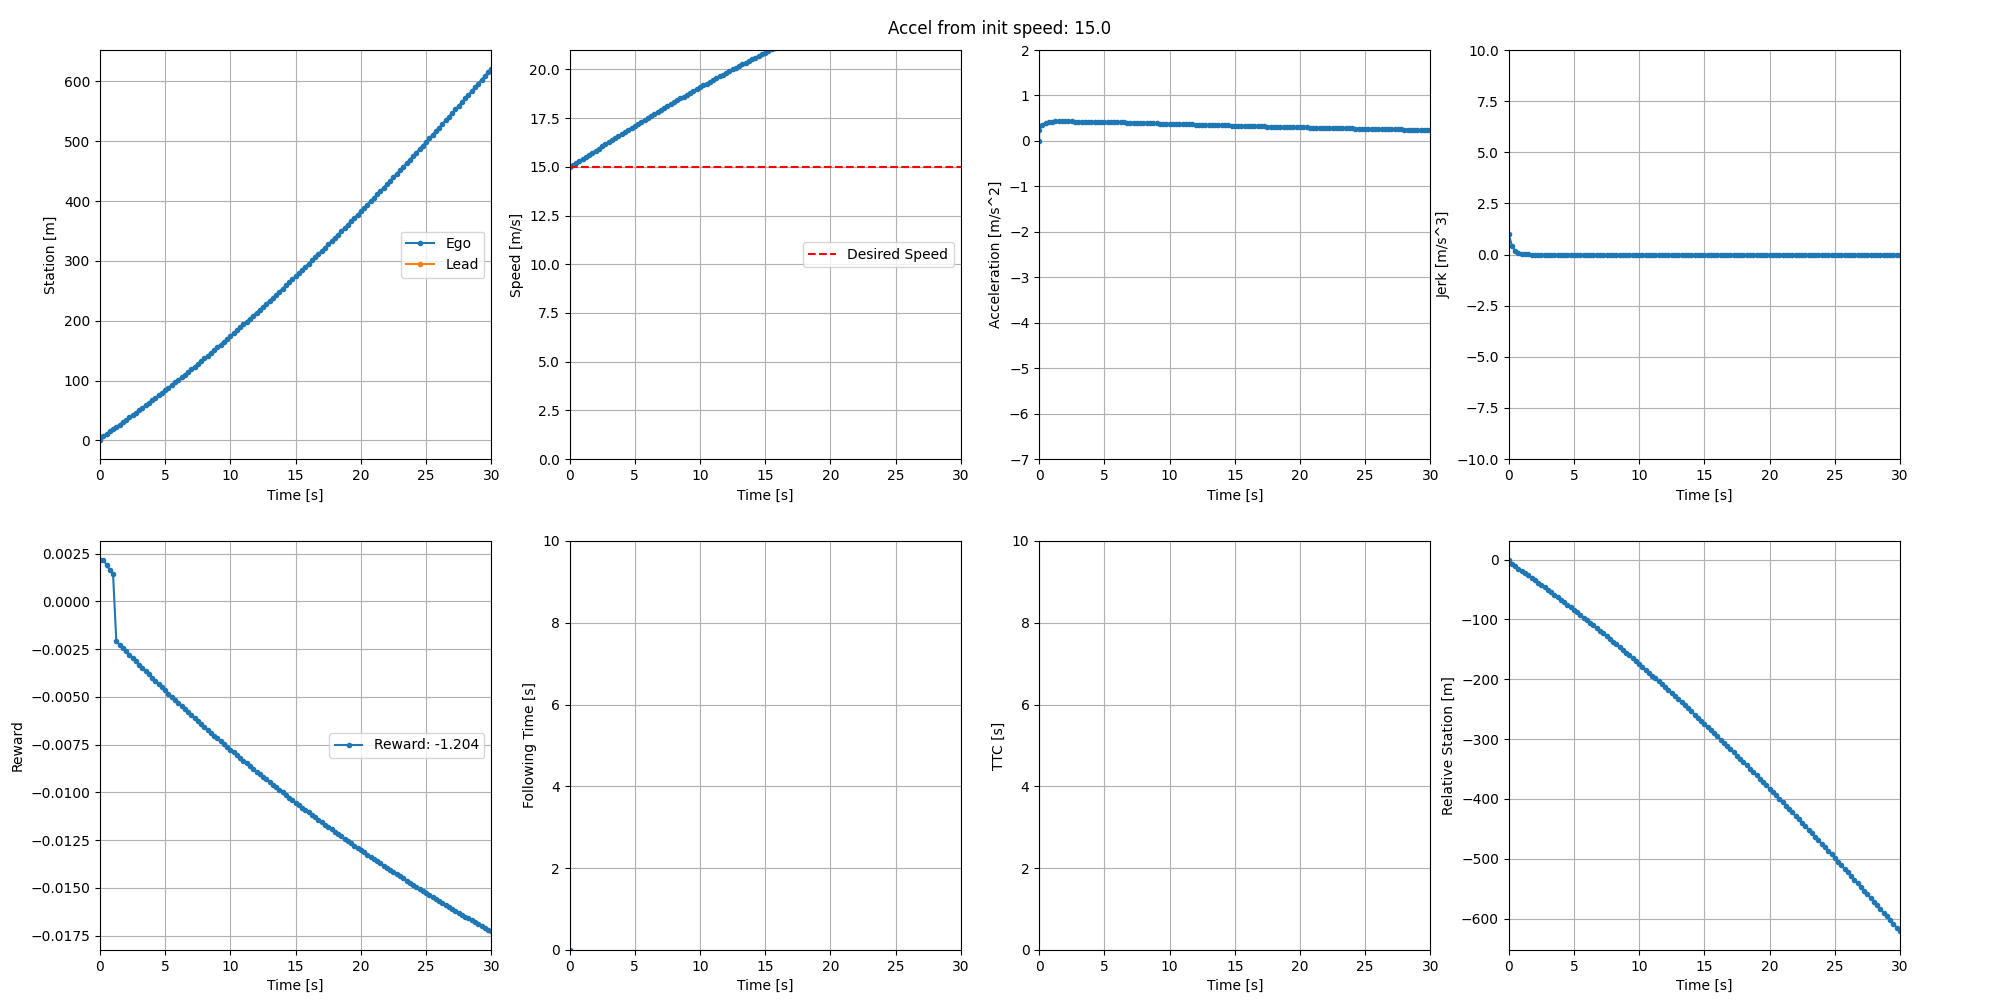 Accel from init speed: 15.0
600
500
400
300
200
100
0
Station [m]
Ego
Lead
0 5 10 15 20 25 30
Time [s]
20.0
17.5
15.0
12.5
10.0
7.5
5.0
2.5
0.0
Speed [m/s]
Desired Speed
0 5 10 15 20 25 30
Time [s]
2
1
0
−1
−2
−3
−4
−5
−6
−7
Acceleration [m/s^2]
0 5 10 15 20 25 30
Time [s]
10.0
7.5
5.0
2.5
0.0
−2.5
−5.0
−7.5
−10.0
Jerk [m/s^3]
0 5 10 15 20 25 30
Time [s]
0.0025
0.0000
−0.0025
−0.0050
−0.0075
−0.0100
−0.0125
−0.0150
−0.0175
Reward
Reward: -1.204
0 5 10 15 20 25 30
Time [s]
10
8
6
4
2
0
Following Time [s]
0 5 10 15 20 25 30
Time [s]
10
8
6
4
2
0
TTC [s]
0 5 10 15 20 25 30
Time [s]
0
−100
−200
−300
−400
−500
−600
Relative Station [m]
0 5 10 15 20 25 30
Time [s]